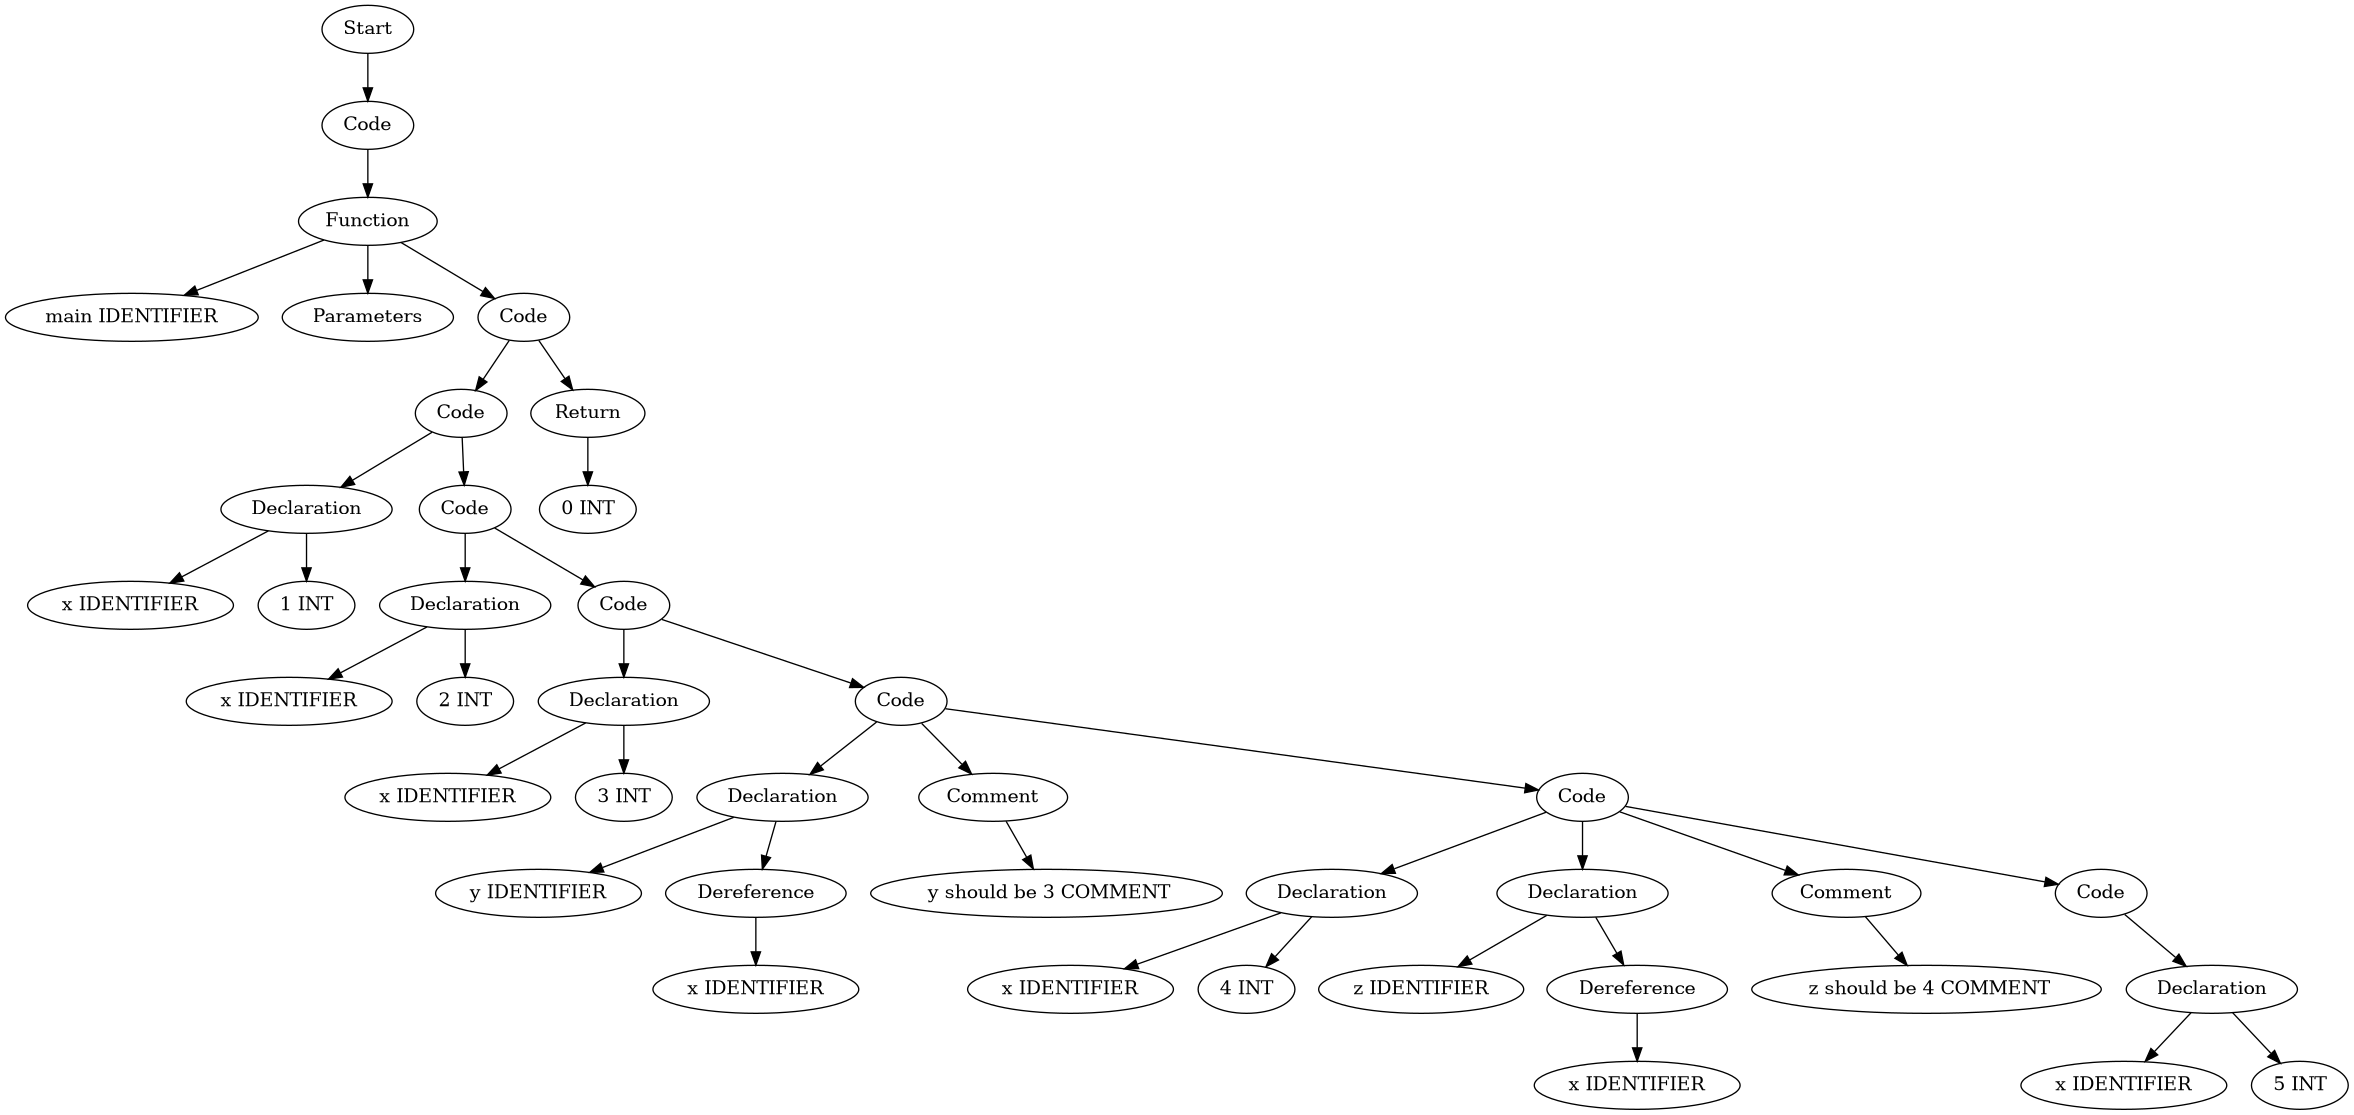 Start
Code
Function
main IDENTIFIER
Parameters
Code
Code
Return
Declaration
Code
0 INT
x IDENTIFIER
1 INT
Declaration
Code
x IDENTIFIER
2 INT
Declaration
Code
x IDENTIFIER
3 INT
Declaration
Comment
Code
y IDENTIFIER
Dereference
y should be 3 COMMENT
Declaration
Declaration
Comment
Code
x IDENTIFIER
x IDENTIFIER
4 INT
z IDENTIFIER
Dereference
z should be 4 COMMENT
Declaration
x IDENTIFIER
x IDENTIFIER
5 INT